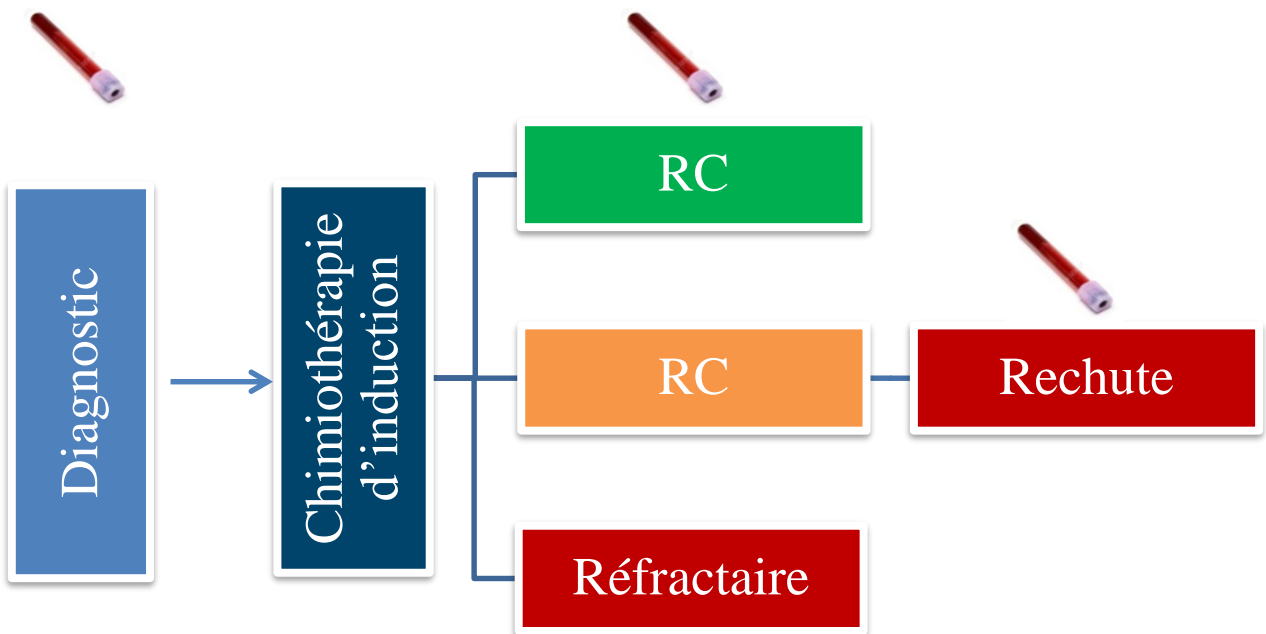 Diagnostic
Chimiothérapie
d’induction
RC
RC
Rechute
Réfractaire